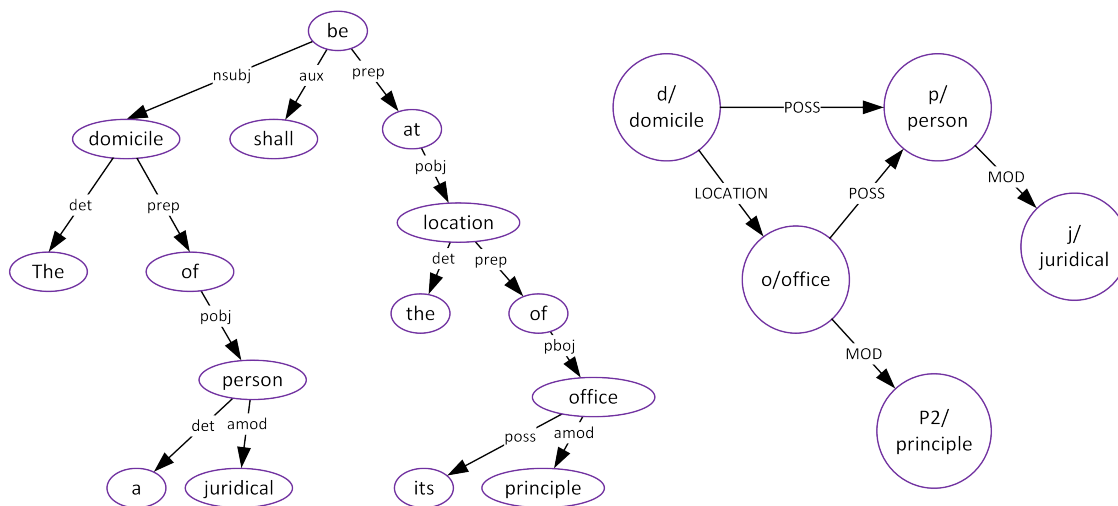 be
nsubj
aux
prep
domicile
shall
at
det
prep
pobj
The
of
location
pobj
det
prep
person
the
of
det
amod
pboj
a
juridical
office
poss
amod
its
principle
d/
domicile
POSS
p/
person
LOCATION
POSS
MOD
o/office
j/
juridical
MOD
P2/
principle